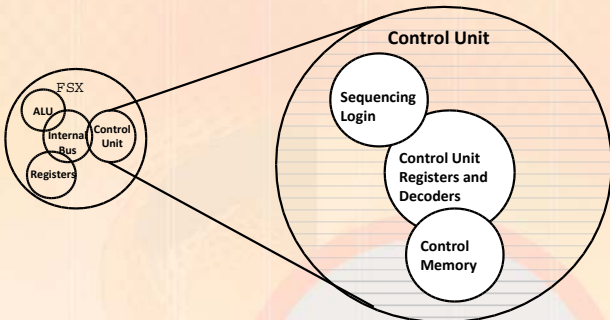 FSX
ALU
Internal
Bus
Control
Unit
Registers
Control Unit
Sequencing
Login
Control Unit
Registers and
Decoders
Control
Memory